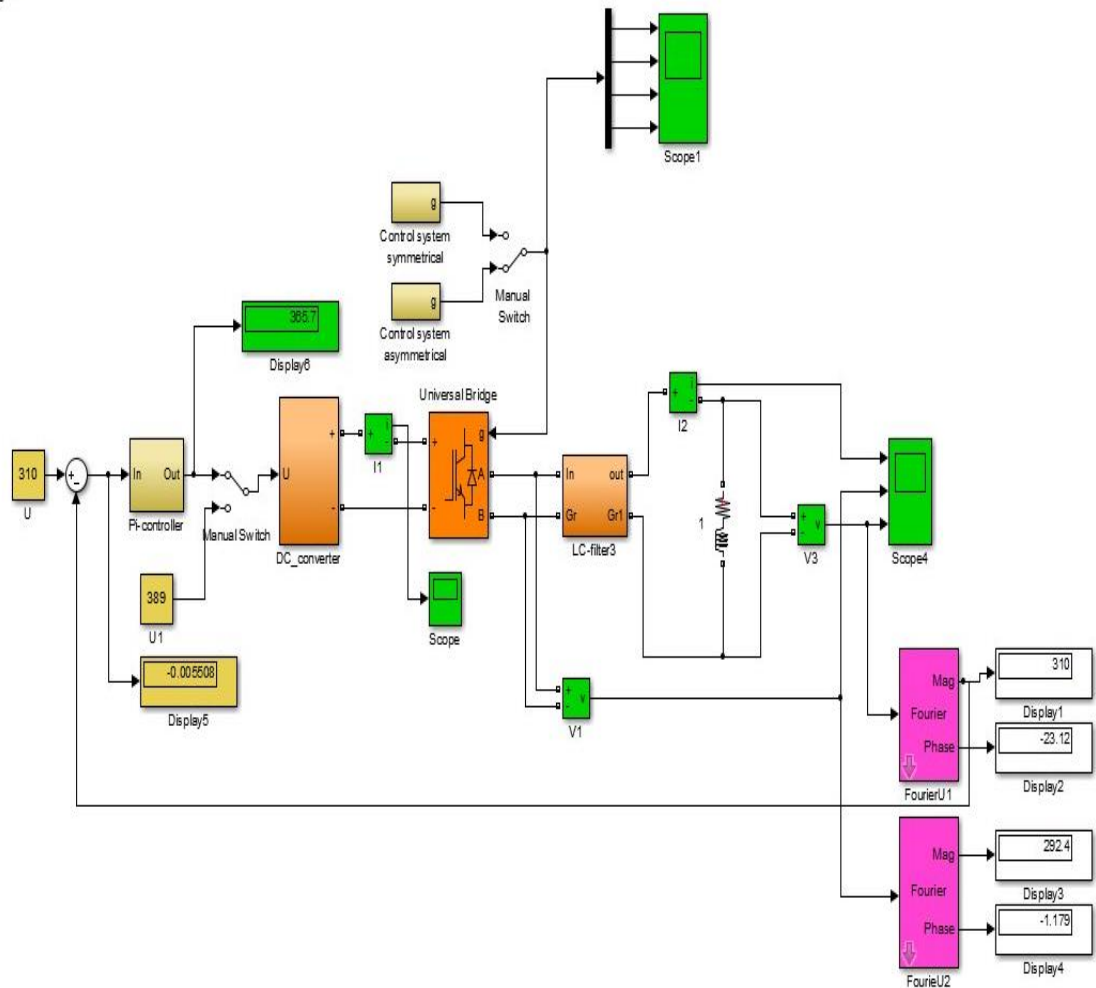 Scope1
g
Control system
symmetrical
g
Control system
asymmetrical
Manual
Switch
365.7
Display6
Universal Bridge
310
U
+
-
In Out
Pi-controller
Manual Switch
389
U1
-0.005508
Display5
U
+
-
DC_converter
+
i
-
I1
Scope
g
+
A
-
B
In out
Gr Gr1
LC-filter3
+
i
-
I2
1
+
-
v
V3
Scope4
+
-
v
V1
Mag
Fourier
Phase
FourierU1
310
Display1
-23.12
Display2
Mag
Fourier
Phase
FourieU2
292.4
Display3
-1.179
Display4